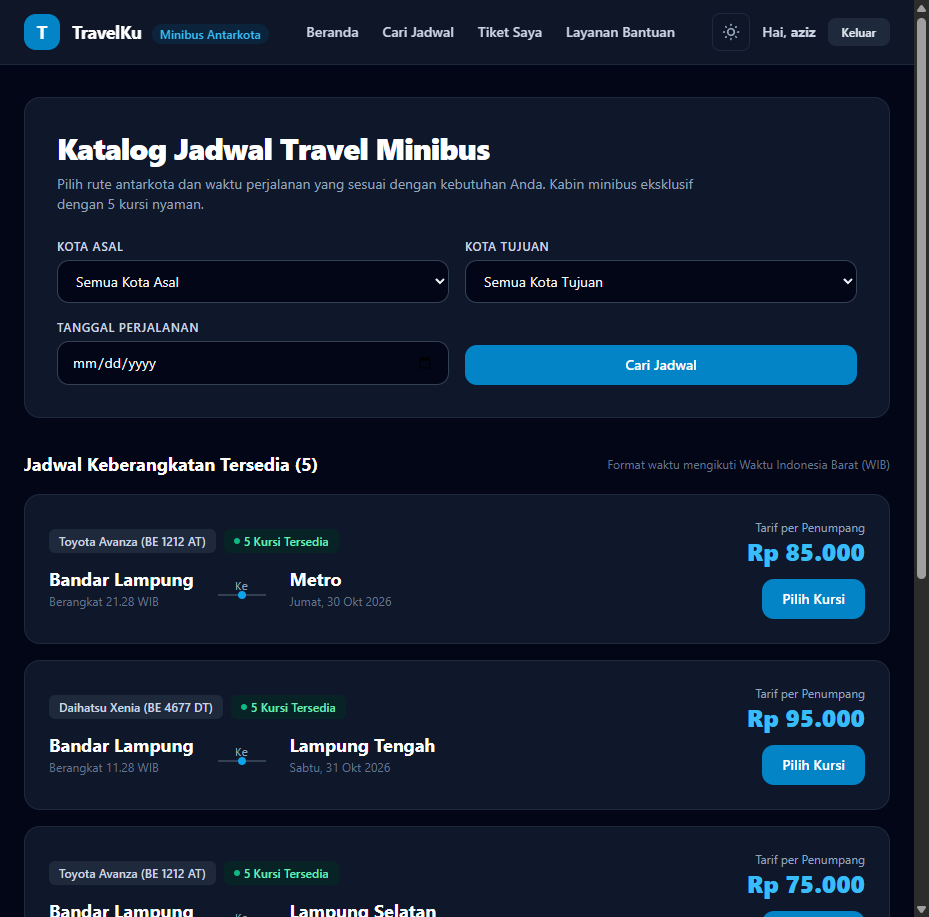 T TravelKu Minibus Antarkota Beranda Cari Jadwal Tiket Saya Layanan Bantuan Hai, aziz Keluar
Katalog Jadwal Travel Minibus
Pilih rute antarkota dan waktu perjalanan yang sesuai dengan kebutuhan Anda. Kabin minibus eksklusif
dengan 5 kursi nyaman.
KOTA ASAL KOTA TUJUAN
Semua Kota Asal Semua Kota Tujuan
TANGGAL PERJALANAN
mm/dd/yyyy Cari Jadwal
Jadwal Keberangkatan Tersedia (5) Format waktu mengikuti Waktu Indonesia Barat (WIB)
Tarif per Penumpang
Toyota Avanza (BE 1212 AT) 5 Kursi Tersedia Rp 85.000
Bandar Lampung Ke Metro
Berangkat 21.28 WIB Jumat, 30 Okt 2026 Pilih Kursi
Tarif per Penumpang
Daihatsu Xenia (BE 4677 DT) 5 Kursi Tersedia Rp 95.000
Bandar Lampung Ke Lampung Tengah
Berangkat 11.28 WIB Sabtu, 31 Okt 2026 Pilih Kursi
Tarif per Penumpang
Toyota Avanza (BE 1212 AT) 5 Kursi Tersedia Rp 75.000
Bandar Lampung Ke Lampung Selatan